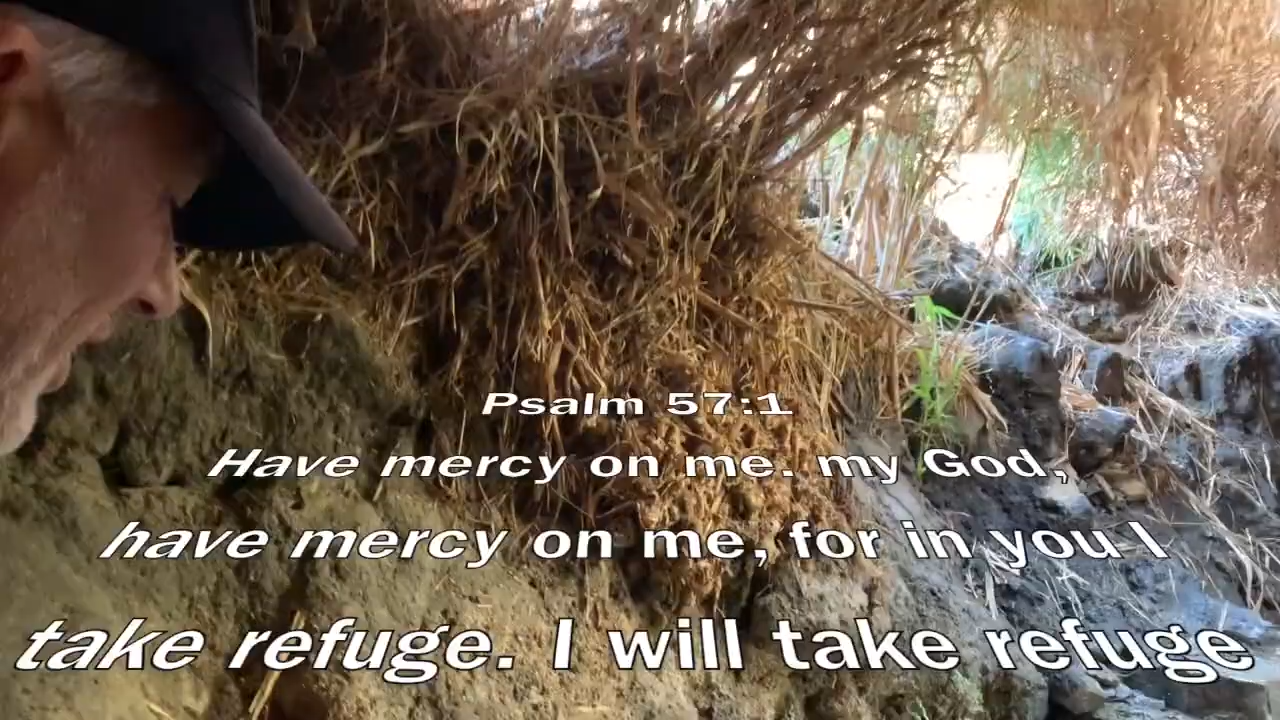 Psalm 57:1
Have mercy on me. my God,
have mercy on me, for in you I
take refuge. I will take refuge